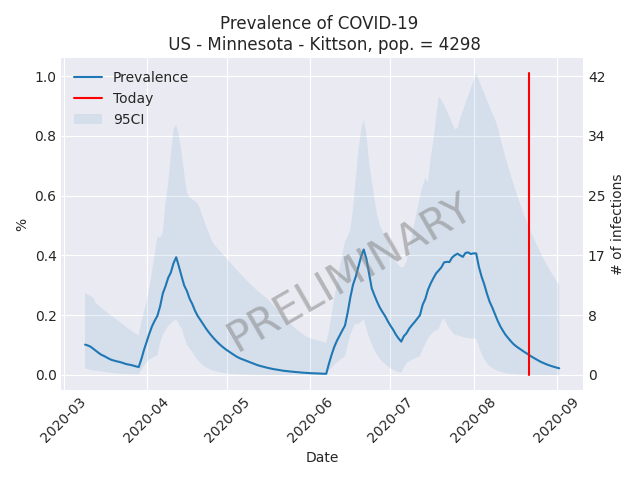 Prevalence of COVID-19
US - Minnesota - Kittson, pop. = 4298
Prevalence
Today
95CI
1.0
0.8
0.6
0.4
0.2
0.0
%
42
34
25
17
8
0
# of infections
PRELIMINARY
2020-03
2020-04
2020-05
2020-06
2020-07
2020-08
2020-09
Date